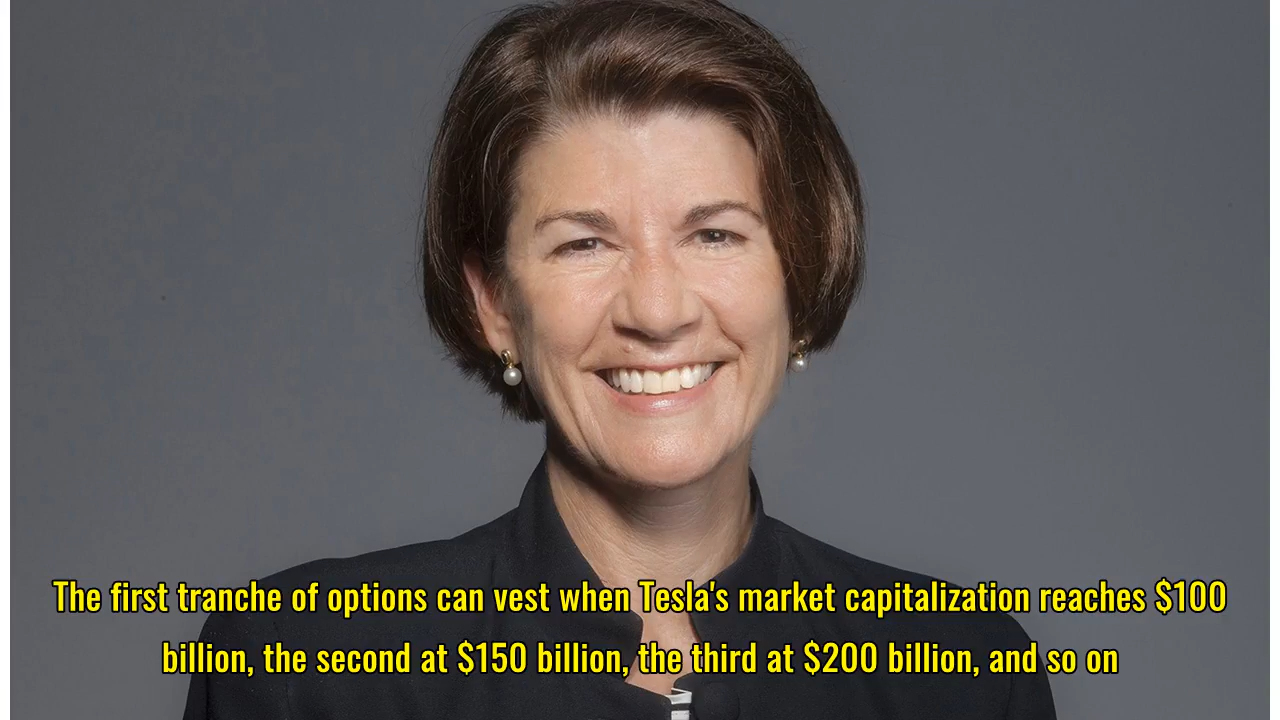 The first tranche of options can vest when Tesla's market capitalization reaches $100
billion, the second at $150 billion, the third at $200 billion, and so on